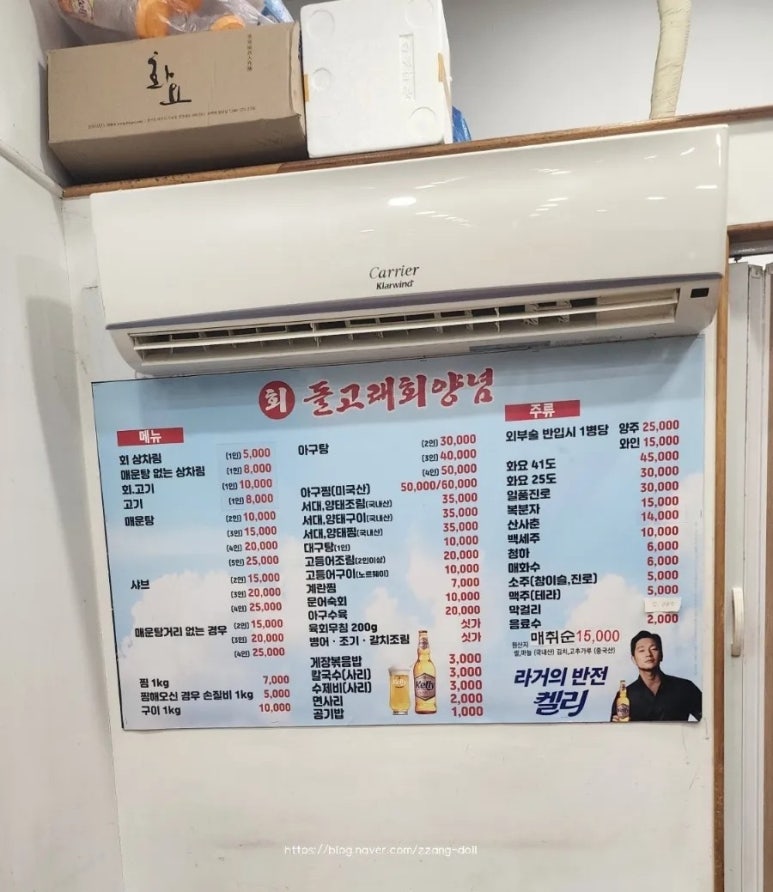 화요
Carrier
Klarwind
회 돌고래회양념
메뉴
회 상차림 (1인) 5,000
매운탕 없는 상차림 (1인) 8,000
회.고기 (1인) 10,000
고기 (1인) 8,000
매운탕 (2인) 10,000
(3인) 15,000
(4인) 20,000
(5인) 25,000
샤브 (2인) 15,000
(3인) 20,000
(4인) 25,000
매운탕거리 없는 경우 (2인) 15,000
(3인) 20,000
(4인) 25,000
찜 1kg 7,000
찜해오신 경우 손질비 1kg 5,000
구이 1kg 10,000
아구탕 (2인) 30,000
(3인) 40,000
(4인) 50,000
아구찜(미국산) 50,000/60,000
서대,양태조림(국내산) 35,000
서대,양태구이(국내산) 35,000
서대,양태찜(국내산) 35,000
대구탕(1인) 10,000
고등어조림(2인이상) 20,000
고등어구이(노르웨이) 10,000
계란찜 7,000
문어숙회 10,000
아구수육 20,000
육회무침 200g 싯가
병어·조기·갈치조림 싯가
게장볶음밥 3,000
칼국수(사리) 3,000
수제비(사리) 3,000
면사리 2,000
공기밥 1,000
Kelly
주류
외부술 반입시 1병당 양주 25,000
와인 15,000
화요 41도 45,000
화요 25도 30,000
일품진로 30,000
복분자 15,000
산사춘 14,000
백세주 10,000
청하 6,000
매화수 6,000
소주(참이슬,진로) 5,000
맥주(테라) 5,000
막걸리
음료수 2,000
매취순 15,000
원산지
쌀,마늘 (국내산) 김치,고추가루 (중국산)
라거의 반전
켈리
https://blog.naver.com/zzang-doll